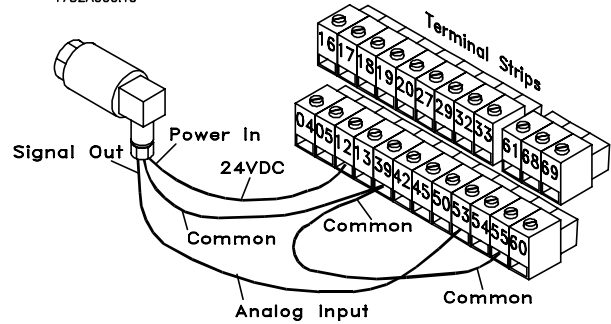 Terminal Strips
16 17 18 19 20 27 29 32 33 61 68 69
04 05 12 13 39 42 45 50 53 54 55 60
Power in
Signal Out
24VDC
Common
Common
Common
Analog Input